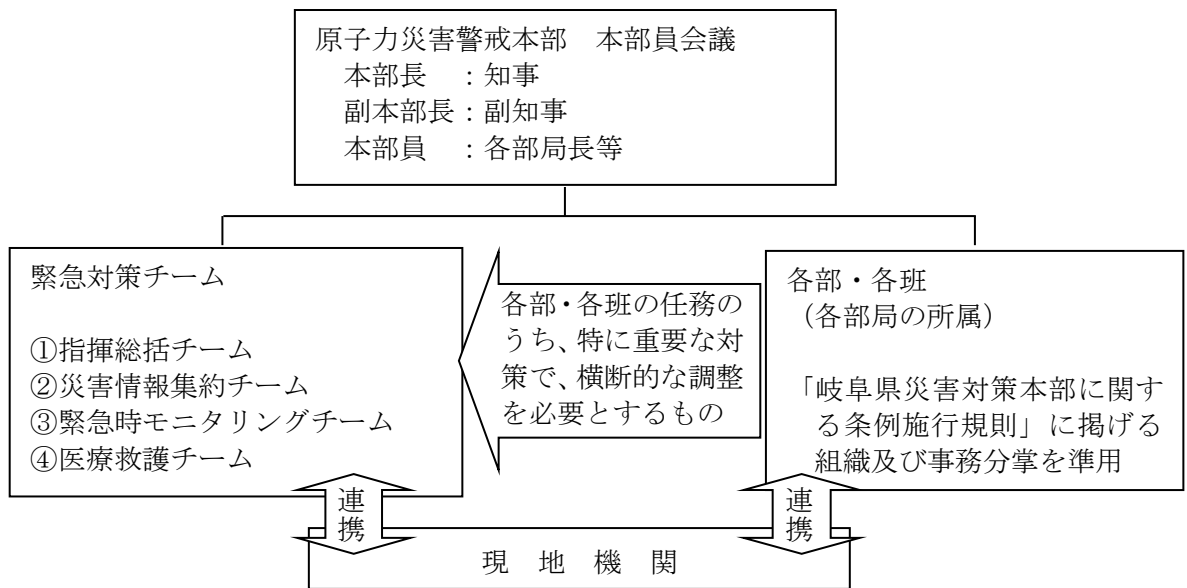 原子力災害警戒本部　本部員会議
本部長　：知事
副本部長：副知事
本部員　：各部局長等
緊急対策チーム
①指揮総括チーム
②災害情報集約チーム
③緊急時モニタリングチーム
④医療救護チーム
各部・各班の任務の
うち、特に重要な対
策で、横断的な調整
を必要とするもの
各部・各班
（各部局の所属）
「岐阜県災害対策本部に関す
る条例施行規則」に掲げる
組織及び事務分掌を準用
連携
連携
現　地　機　関